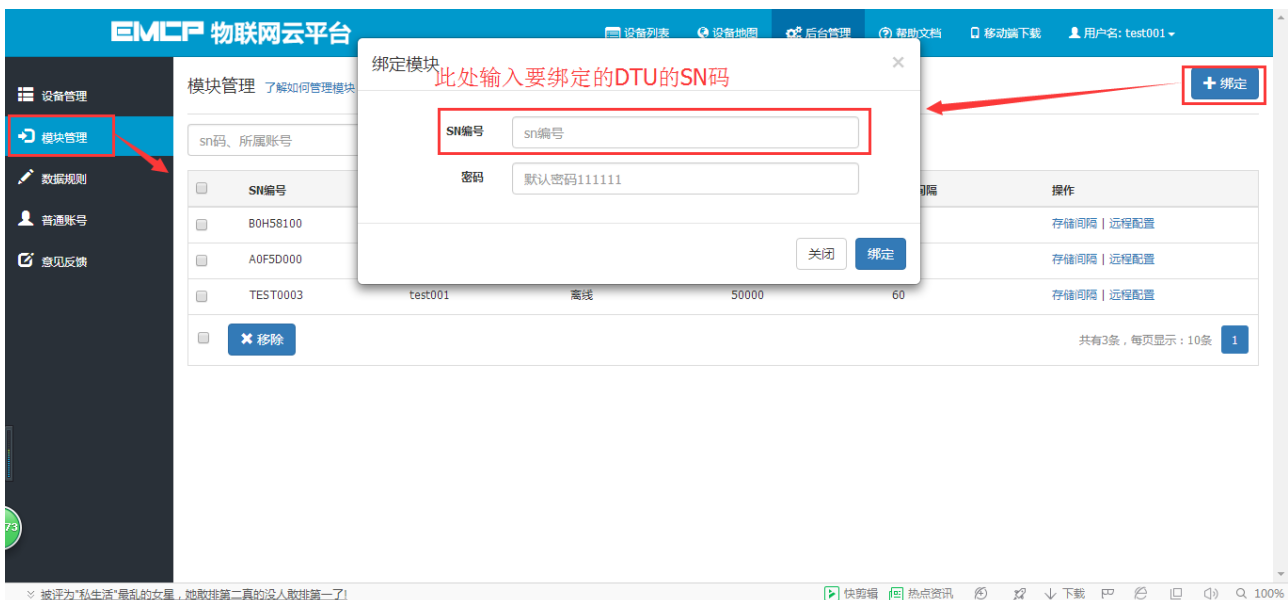 EMCP 物联网云平台
设备列表 设备地图 后台管理 帮助文档 移动端下载 用户名: test001
设备管理
模块管理
数据规则
普通账号
意见反馈
模块管理 了解如何管理模块
绑定
sn码、所属账号
绑定模块 ×
此处输入要绑定的DTU的SN码
SN编号 sn编号
密码 默认密码111111
关闭 绑定
SN编号 间隔 操作
B0H58100 存储间隔 | 远程配置
A0F5D000 存储间隔 | 远程配置
TEST0003 test001 离线 50000 60 存储间隔 | 远程配置
移除
共有3条，每页显示：10条 1
73
被评为"私生活"最乱的女星，她敢排第二真的没人敢排第一了!
快剪辑 热点资讯 下载 100%